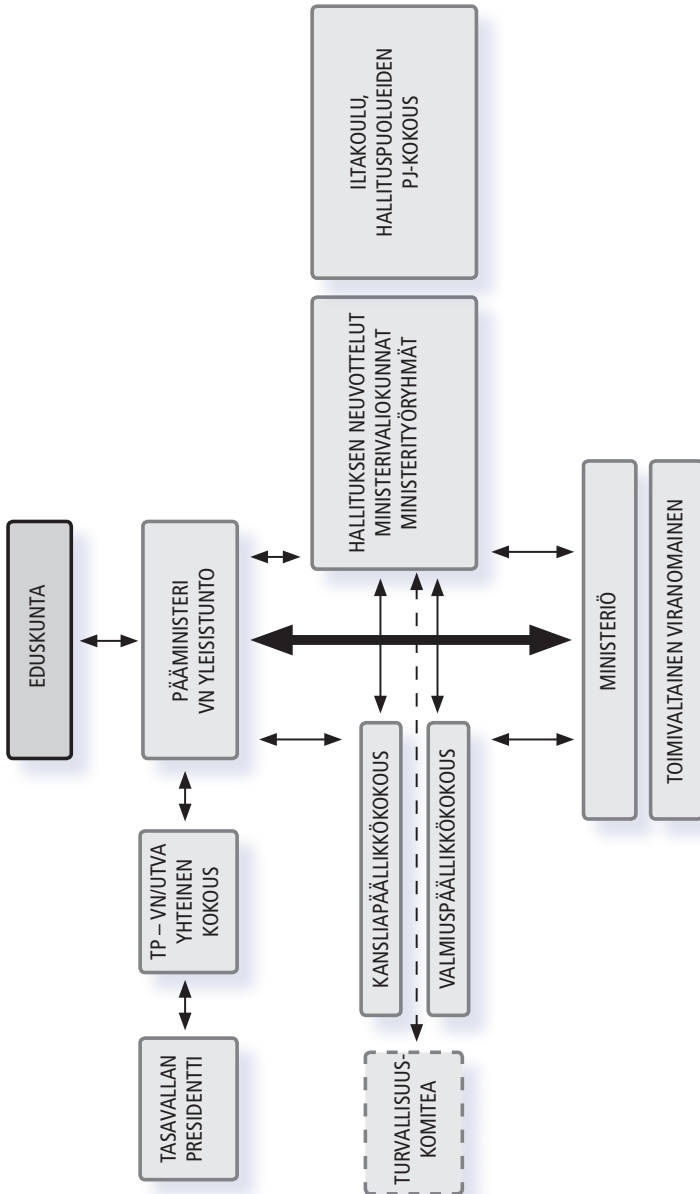 EDUSKUNTA
TASAVALLAN
PRESIDENTTI
TP – VN/UTVA
YHTEINEN
KOKOUS
PÄÄMINISTERI
VN YLEISISTUNTO
TURVALLISUUS-
KOMITEA
KANSLIAPÄÄLLIKKÖKOKOUS
VALMIUSPÄÄLLIKKÖKOKOUS
HALLITUKSEN NEUVOTTELUT
MINISTERIVALIOKUNNAT
MINISTERITYÖRYHMÄT
ILTAKOULU,
HALLITUSPUOLUEIDEN
PJ-KOKOUS
MINISTERIÖ
TOIMIVALTAINEN VIRANOMAINEN